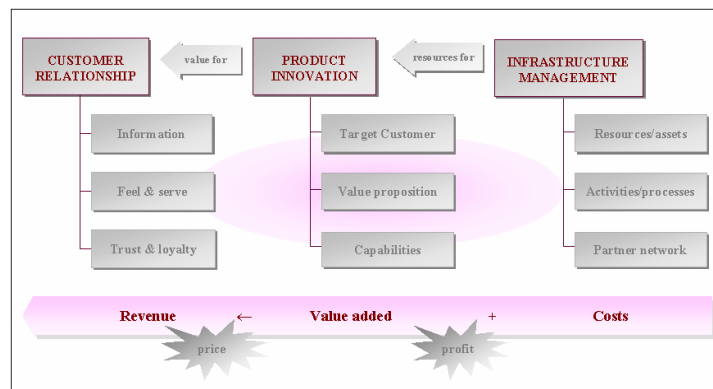 CUSTOMER
RELATIONSHIP
value for
PRODUCT
INNOVATION
resources for
INFRASTRUCTURE
MANAGEMENT
Information
Target Customer
Resources/assets
Feel & serve
Value proposition
Activities/processes
Trust & loyalty
Capabilities
Partner network
Revenue ← Value added + Costs
price
profit